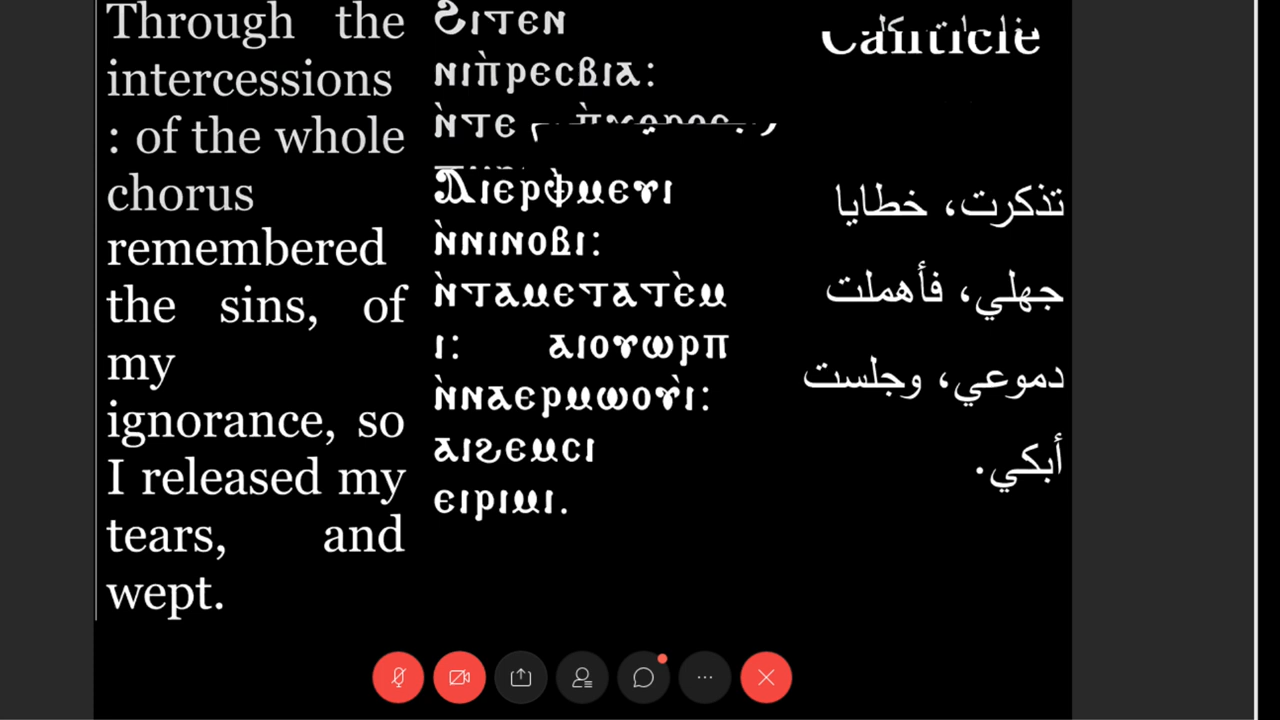 Through the
intercessions
: of the whole
chorus
remembered
the sins, of
my
ignorance, so
I released my
tears, and
wept.
Ϩⲓⲧⲉⲛ
ⲛⲓⲡ̀ⲣⲉⲥⲃⲓⲁ:
ⲛ̀ⲧⲉ
Ⲁⲓⲉⲣⲫ̀ⲙⲉⲩⲓ
ⲛ̀ⲛⲓⲛⲟⲃⲓ:
ⲛ̀ⲧⲁⲙⲉⲧⲁⲧⲉ̀ⲙ
ⲓ: ⲁⲓⲟⲩⲱⲣⲡ
ⲛ̀ⲛⲁⲉⲣⲙⲱⲟⲩⲓ̀:
ⲁⲓϩⲉⲙⲥⲓ
ⲉⲓⲣⲓⲙⲓ.
Canticle
تذكرت، خطايا
جهلي، فأهملت
دموعي، وجلست
أبكي.